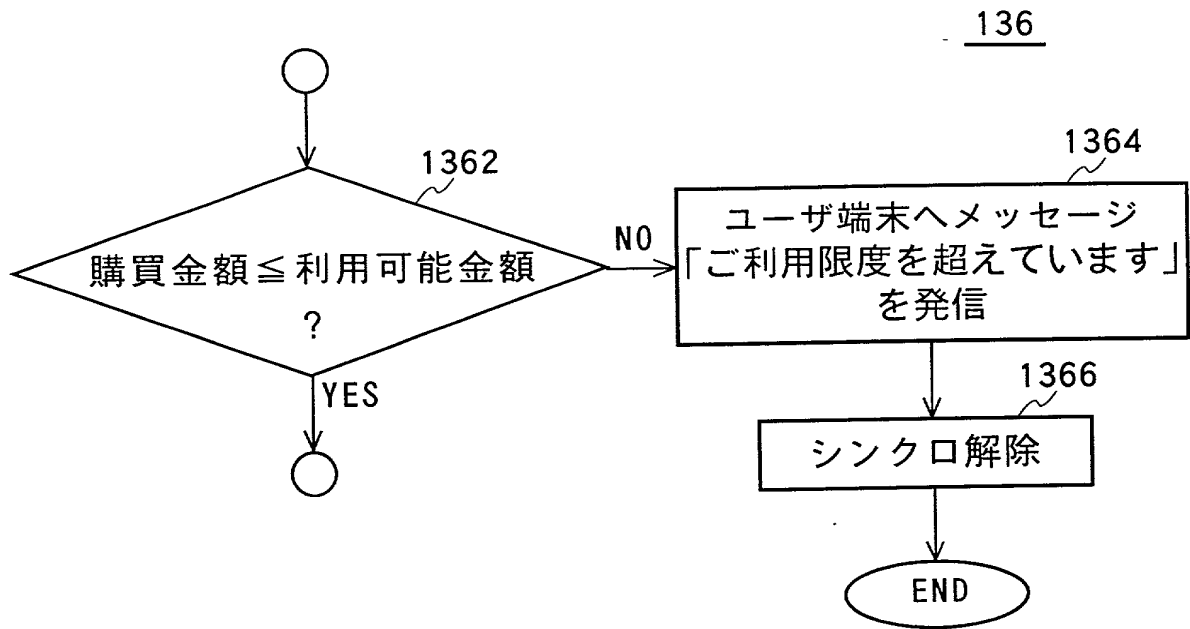 136
1362
購買金額≦利用可能金額
?
YES
NO
1364
ユーザ端末へメッセージ
「ご利用限度を超えています」
を発信
1366
シンクロ解除
END